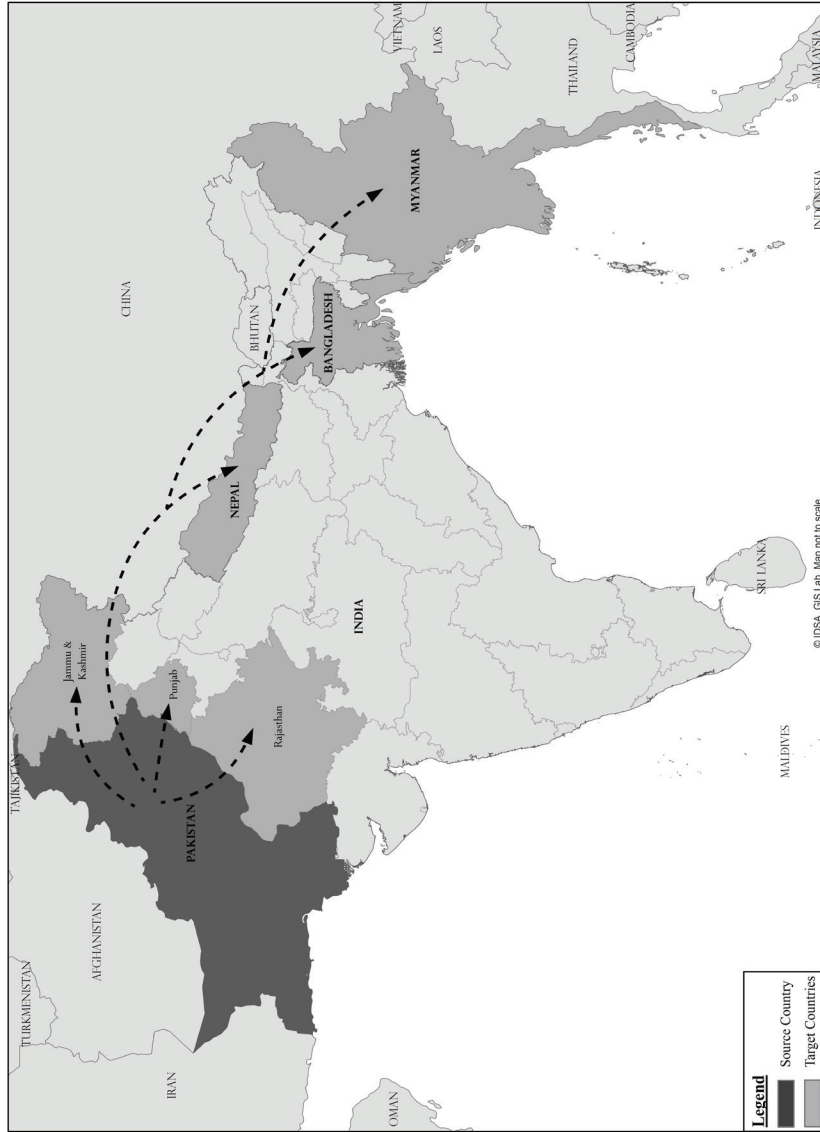 TURKMENISTAN
TAJIKISTAN
AFGHANISTAN
IRAN
OMAN
PAKISTAN
Jammu &
Kashmir
Punjab
Rajasthan
INDIA
CHINA
NEPAL
BHUTAN
BANGLADESH
MYANMAR
VIETNAM
LAOS
THAILAND
CAMBODIA
MALAYSIA
INDONESIA
SRI LANKA
MALDIVES
Legend
Source Country
Target Countries
© IDSA, GIS Lab, Map not to scale